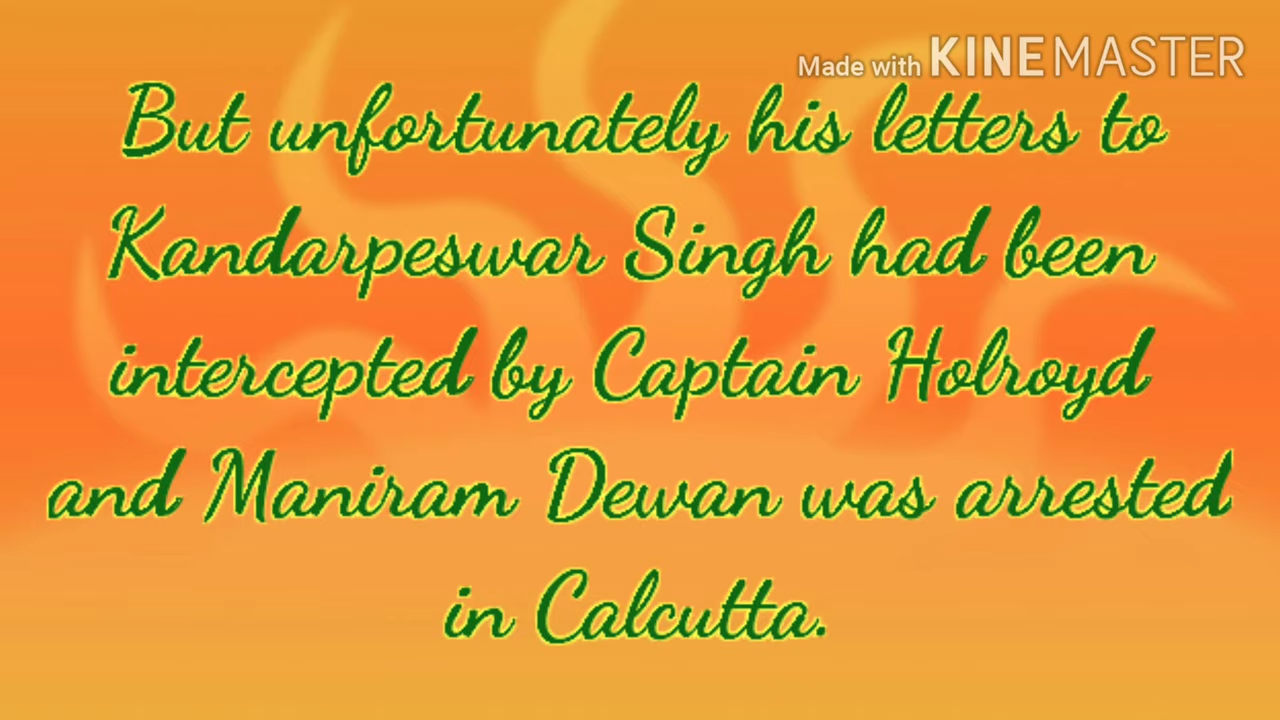 Made with KINEMASTER
But unfortunately his letters to
Kandarpeswar Singh had been
intercepted by Captain Holroyd
and Maniram Dewan was arrested
in Calcutta.